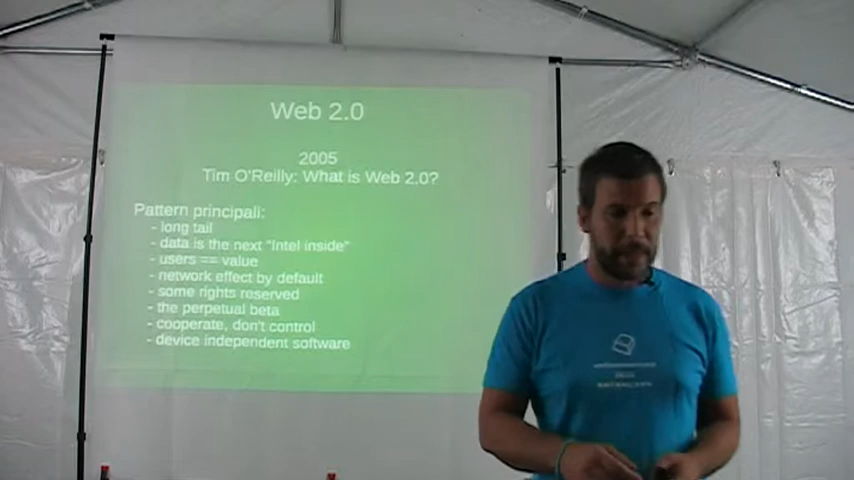 Web 2.0
2005
Tim O'Reilly: What is Web 2.0?
Pattern principali:
- long tail
- data is the next "Intel inside"
- users == value
- network effect by default
- some rights reserved
- the perpetual beta
- cooperate, don't control
- device independent software